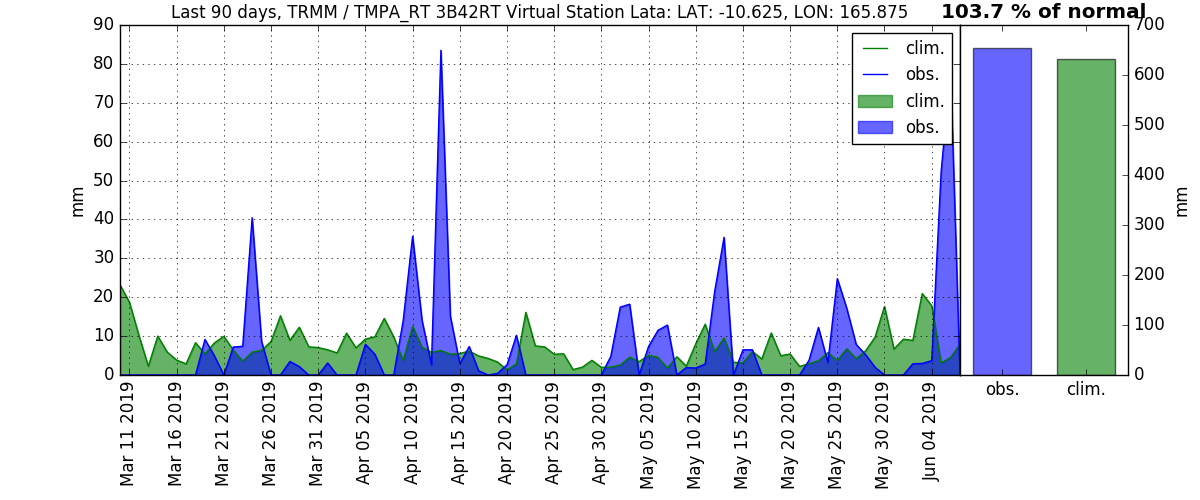 Last 90 days, TRMM / TMPA_RT 3B42RT Virtual Station Lata: LAT: -10.625, LON: 165.875
103.7 % of normal
90
80
70
60
50
40
30
20
10
0
mm
clim.
obs.
clim.
obs.
Mar 11 2019
Mar 16 2019
Mar 21 2019
Mar 26 2019
Mar 31 2019
Apr 05 2019
Apr 10 2019
Apr 15 2019
Apr 20 2019
Apr 25 2019
Apr 30 2019
May 05 2019
May 10 2019
May 15 2019
May 20 2019
May 25 2019
May 30 2019
Jun 04 2019
700
600
500
400
300
200
100
0
mm
obs.
clim.